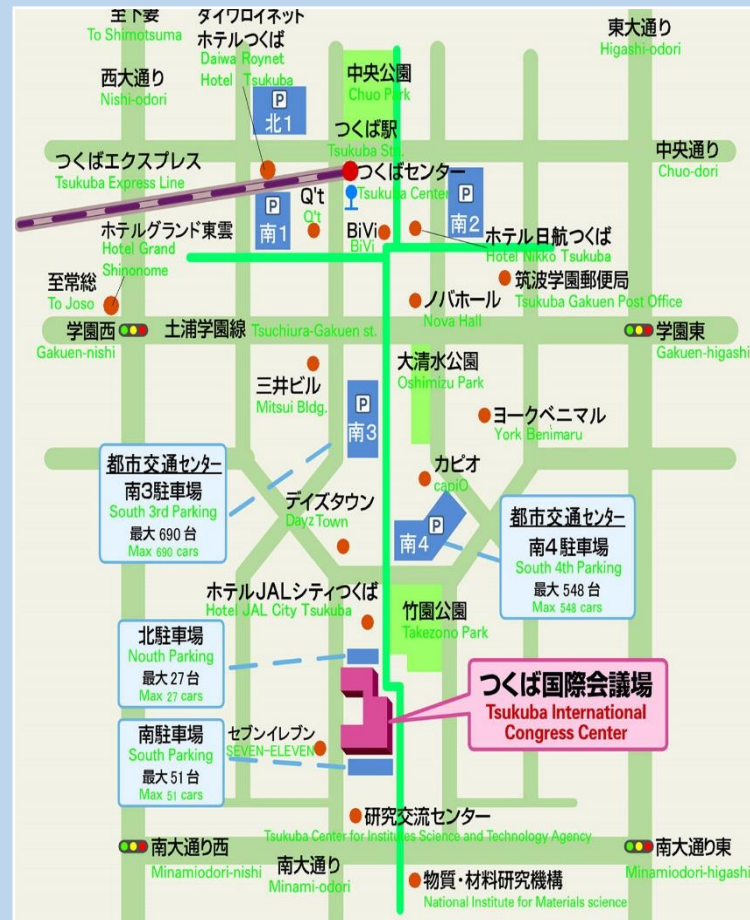 至下妻
To Shimotsuma
ダイワロイネット
ホテルつくば
Daiwa Roynet
Hotel Tsukuba
東大通り
Higashi-odori
西大通り
Nishi-odori
中央公園
Chuo Park
P
北1
つくば駅
Tsukuba Sta.
中央通り
Chuo-dori
つくばエクスプレス
Tsukuba Express Line
つくばセンター
Tsukuba Center
P
南1
Q't
Q't
P
南2
BiVi
BiVi
ホテルグランド東雲
Hotel Grand
Shinonome
ホテル日航つくば
Hotel Nikko Tsukuba
至常総
To Joso
筑波学園郵便局
Tsukuba Gakuen Post Office
ノバホール
Nova Hall
学園西
Gakuen-nishi
土浦学園線 Tsuchiura-Gakuen st.
学園東
Gakuen-higashi
三井ビル
Mitsui Bldg.
大清水公園
Oshimizu Park
P
南3
ヨークベニマル
York Benimaru
都市交通センター
南3駐車場
South 3rd Parking
最大 690 台
Max 690 cars
カピオ
capiO
デイズタウン
Dayz Town
P
南4
都市交通センター
南4駐車場
South 4th Parking
最大 548 台
Max 548 cars
ホテルJALシティつくば
Hotel JAL City Tsukuba
竹園公園
Takezono Park
北駐車場
Nouth Parking
最大 27 台
Max 27 cars
つくば国際会議場
Tsukuba International
Congress Center
南駐車場
South Parking
最大 51 台
Max 51 cars
セブンイレブン
SEVEN-ELEVEN
研究交流センター
Tsukuba Center for Institutes Science and Technology Agency
南大通り西
Minamiodori-nishi
南大通り
Minami-odori
南大通り東
Minamiodori-higashi
物質・材料研究機構
National Institute for Materials science